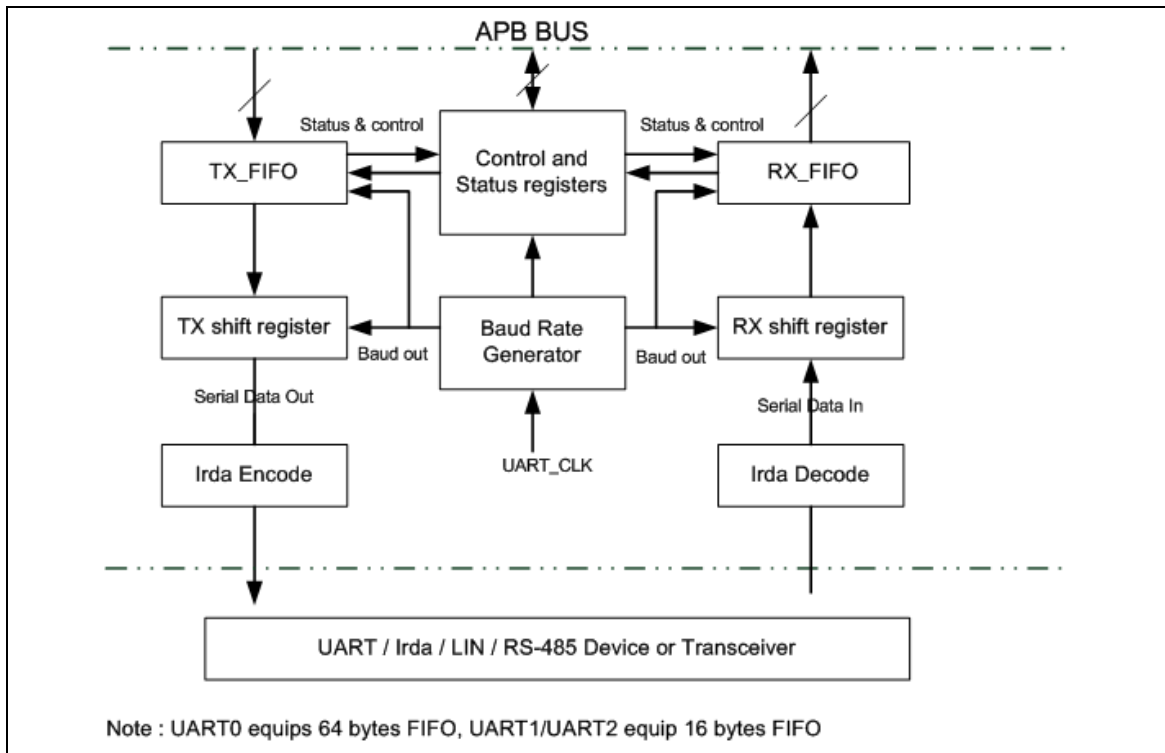 APB BUS
Status & control
Status & control
TX_FIFO
Control and
Status registers
RX_FIFO
TX shift register
Baud Rate
Generator
RX shift register
Baud out
Baud out
Serial Data Out
Serial Data In
Irda Encode
UART_CLK
Irda Decode
UART / Irda / LIN / RS-485 Device or Transceiver
Note : UART0 equips 64 bytes FIFO, UART1/UART2 equip 16 bytes FIFO